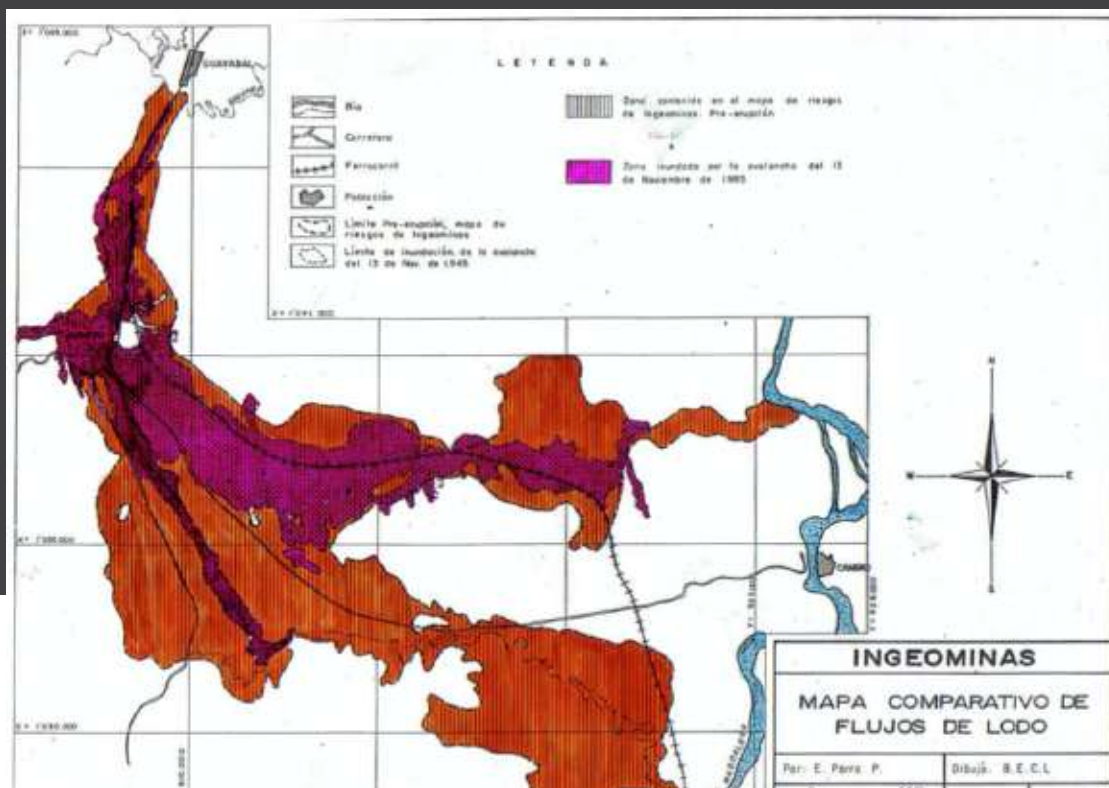 GUAYABAL
LEYENDA
Río
Carretera
Ferrocarril
Población
Límite Pre-erupción, mapa de
riesgos de Ingeominas
Límite de inundación de la avalancha
del 13 de Nov. de 1.985
Zona contenida en el mapa de riesgos
de Ingeominas. Pre-erupción
Zona inundada por la avalancha del 13
de Noviembre de 1985
N
W
E
S
CAMBAO
INGEOMINAS
MAPA COMPARATIVO DE
FLUJOS DE LODO
Por: E. Parra P.
Dibujó: B.E.C.L
MAGDALENA